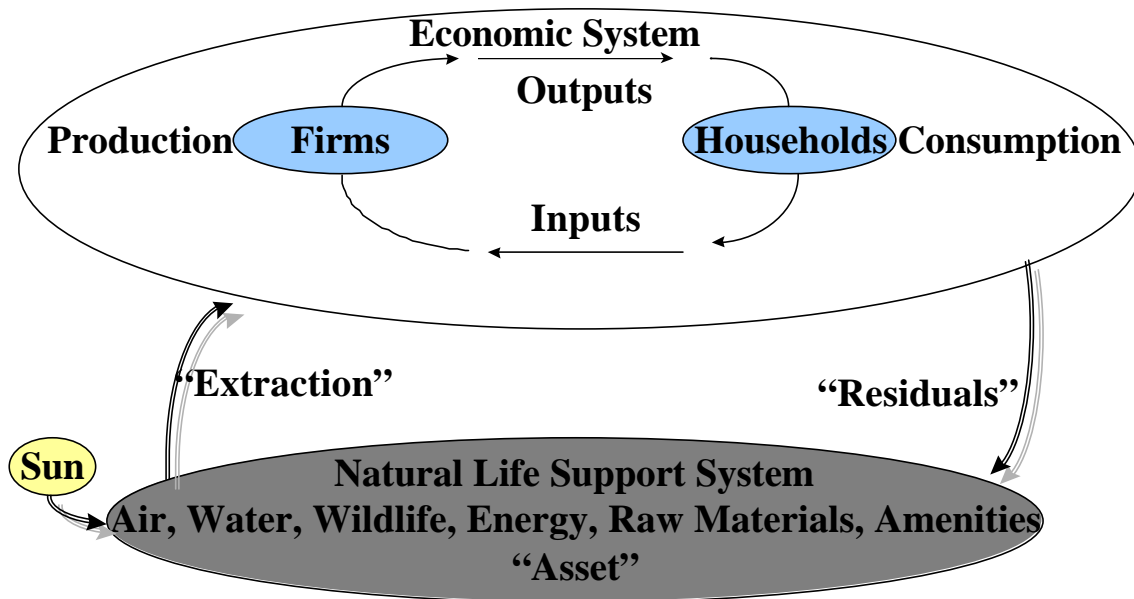 Economic System
Outputs
Production
Firms
Households
Consumption
Inputs
“Extraction”
“Residuals”
Sun
Natural Life Support System
Air, Water, Wildlife, Energy, Raw Materials, Amenities
“Asset”